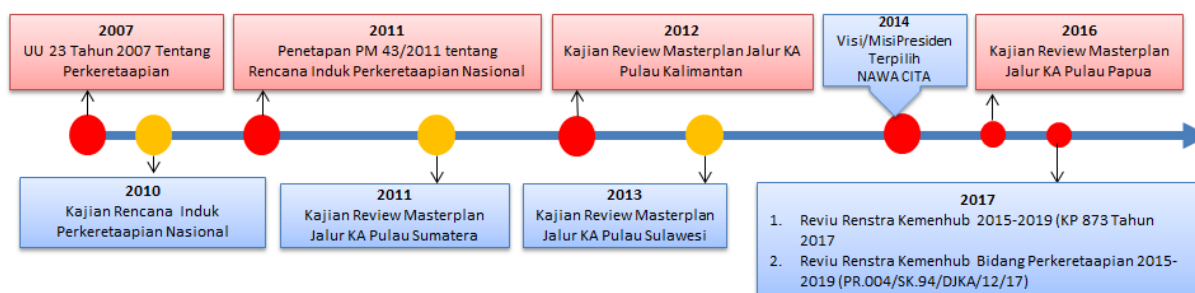 2007
UU 23 Tahun 2007 Tentang
Perkeretaapian
2011
Penetapan PM 43/2011 tentang
Rencana Induk Perkeretaapian Nasional
2012
Kajian Review Masterplan Jalur KA
Pulau Kalimantan
2014
Visi/MisiPresiden
Terpilih
NAWA CITA
2016
Kajian Review Masterplan
Jalur KA Pulau Papua
2010
Kajian Rencana Induk
Perkeretaapian Nasional
2011
Kajian Review Masterplan
Jalur KA Pulau Sumatera
2013
Kajian Review Masterplan
Jalur KA Pulau Sulawesi
2017
1. Reviu Renstra Kemenhub 2015-2019 (KP 873 Tahun
2017
2. Reviu Renstra Kemenhub Bidang Perkeretaapian 2015-
2019 (PR.004/SK.94/DJKA/12/17)